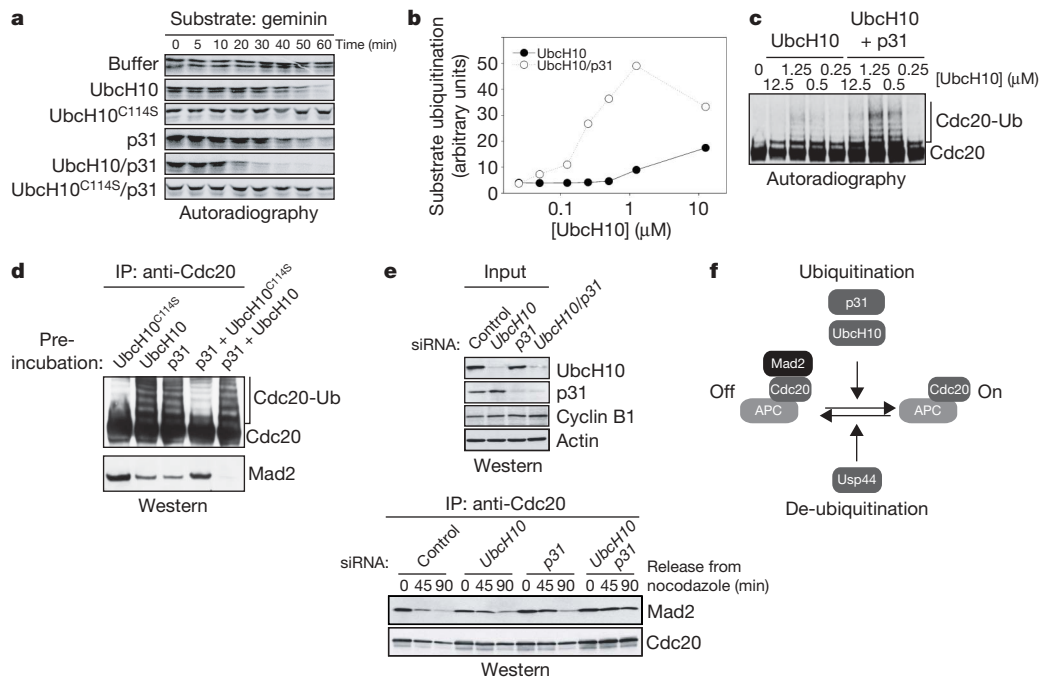 a
Substrate: geminin
0 5 10 20 30 40 50 60 Time (min)
Buffer
UbcH10
UbcH10C114S
p31
UbcH10/p31
UbcH10C114S/p31
Autoradiography
b
UbcH10
UbcH10/p31
Substrate ubiquitination
(arbitrary units)
50
40
30
20
10
0
0.1 1 10
[UbcH10] (μM)
c
UbcH10
UbcH10
+ p31
0 1.25 0.25 1.25 0.25
12.5 0.5 12.5 0.5
[UbcH10] (μM)
Cdc20-Ub
Cdc20
Autoradiography
d
IP: anti-Cdc20
Pre-
incubation:
UbcH10C114S
UbcH10
p31
p31 + UbcH10C114S
p31 + UbcH10
Cdc20-Ub
Cdc20
Mad2
Western
e
Input
siRNA:
Control
UbcH10
p31
UbcH10/p31
UbcH10
p31
Cyclin B1
Actin
Western
IP: anti-Cdc20
siRNA:
Control
UbcH10
p31
UbcH10
p31
0 45 90 0 45 90 0 45 90 0 45 90
Release from
nocodazole (min)
Mad2
Cdc20
Western
f
Ubiquitination
p31
UbcH10
Mad2
Off
Cdc20
APC
Cdc20
On
APC
Usp44
De-ubiquitination